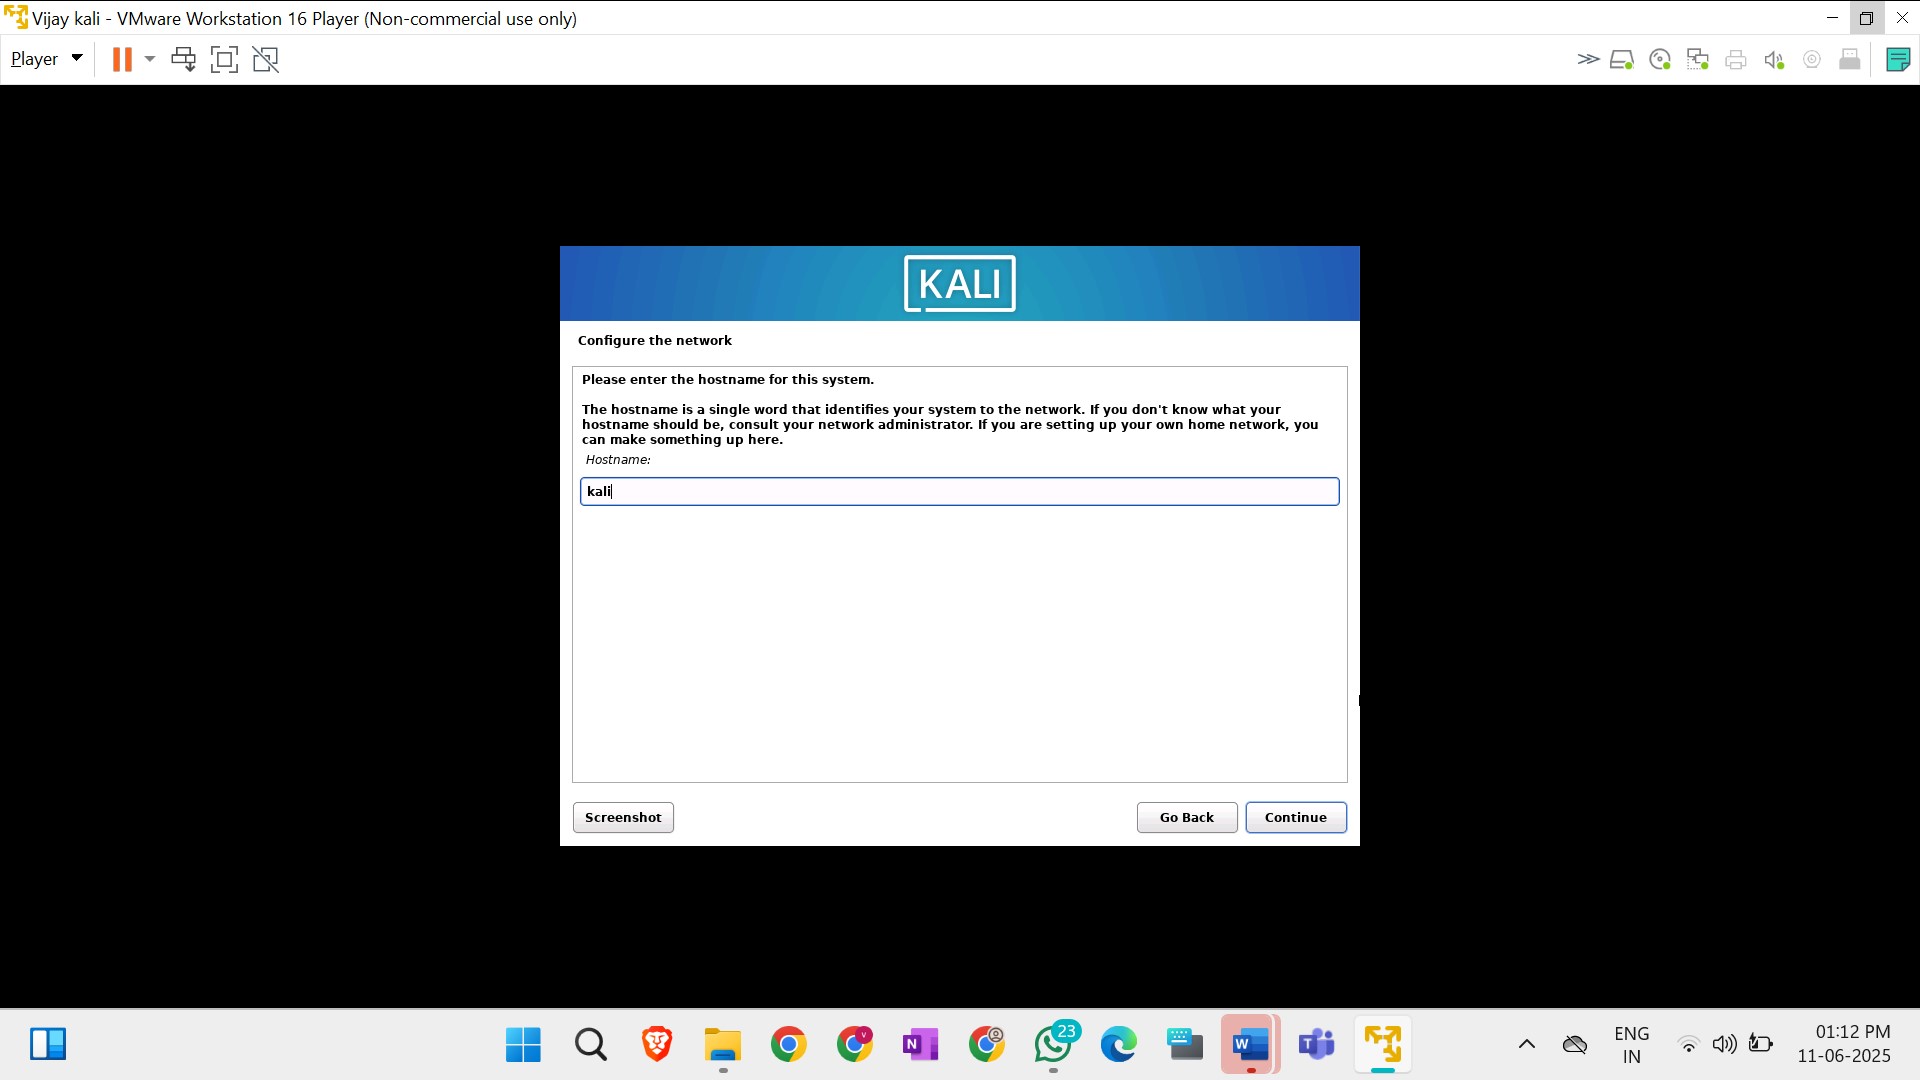 Vijay kali - VMware Workstation 16 Player (Non-commercial use only)
Player
KALI
Configure the network
Please enter the hostname for this system.
The hostname is a single word that identifies your system to the network. If you don't know what your
hostname should be, consult your network administrator. If you are setting up your own home network, you
can make something up here.
Hostname:
kali
Screenshot
Go Back
Continue
V
N
23
W
T
ENG
IN
01:12 PM
11-06-2025